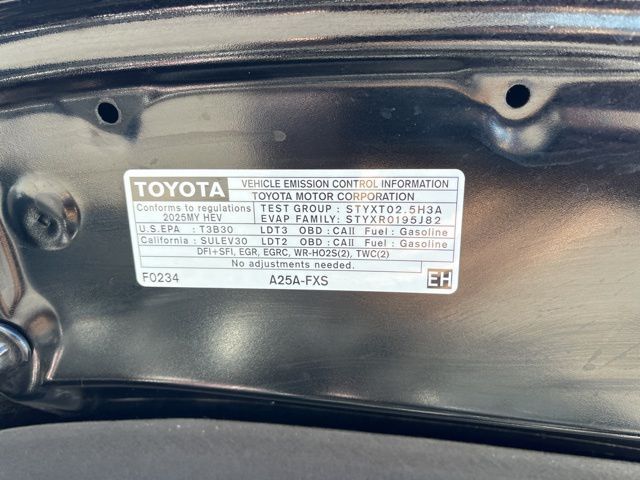 TOYOTA VEHICLE EMISSION CONTROL INFORMATION
TOYOTA MOTOR CORPORATION
Conforms to regulations
2025MY HEV
TEST GROUP : STYXT02.5H3A
EVAP FAMILY: STYXR0195J82
U.S.EPA : T3B30 LDT3 OBD : CAII Fuel : Gasoline
California : SULEV30 LDT2 OBD : CAII Fuel : Gasoline
DFI+SFI, EGR, EGRC, WR-HO2S(2), TWC(2)
No adjustments needed.
F0234 A25A-FXS EH